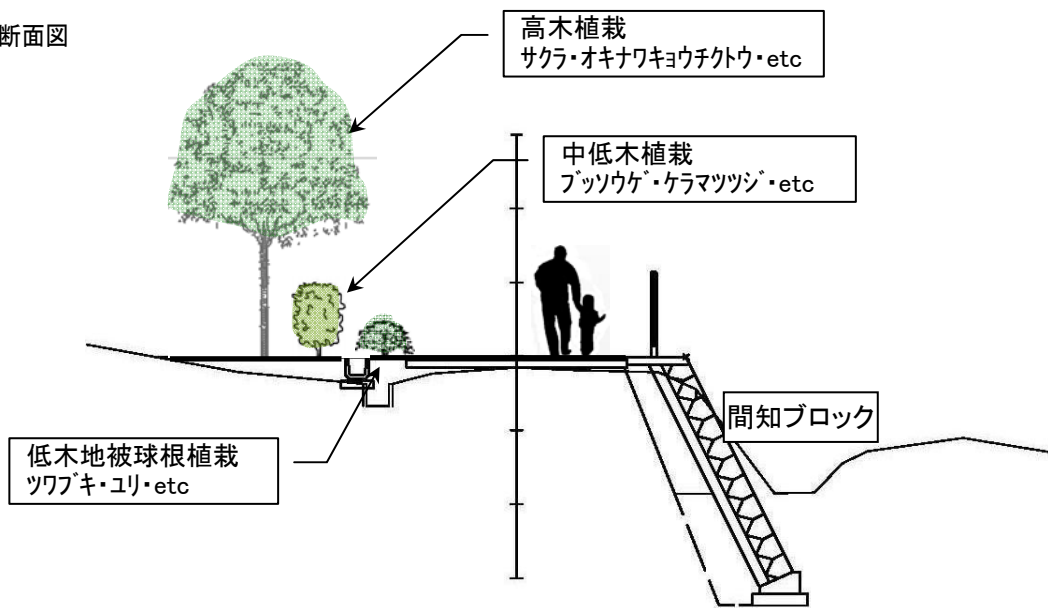 断面図
高木植栽
ｻｸﾗ・ｵｷﾅﾜｷｮｳﾁｸﾄｳ・etc
中低木植栽
ﾌﾞｯｿｳｹﾞ・ｹﾗﾏﾂﾂｼﾞ・etc
間知ブロック
低木地被球根植栽
ﾂﾜﾌﾞｷ・ﾕﾘ・etc